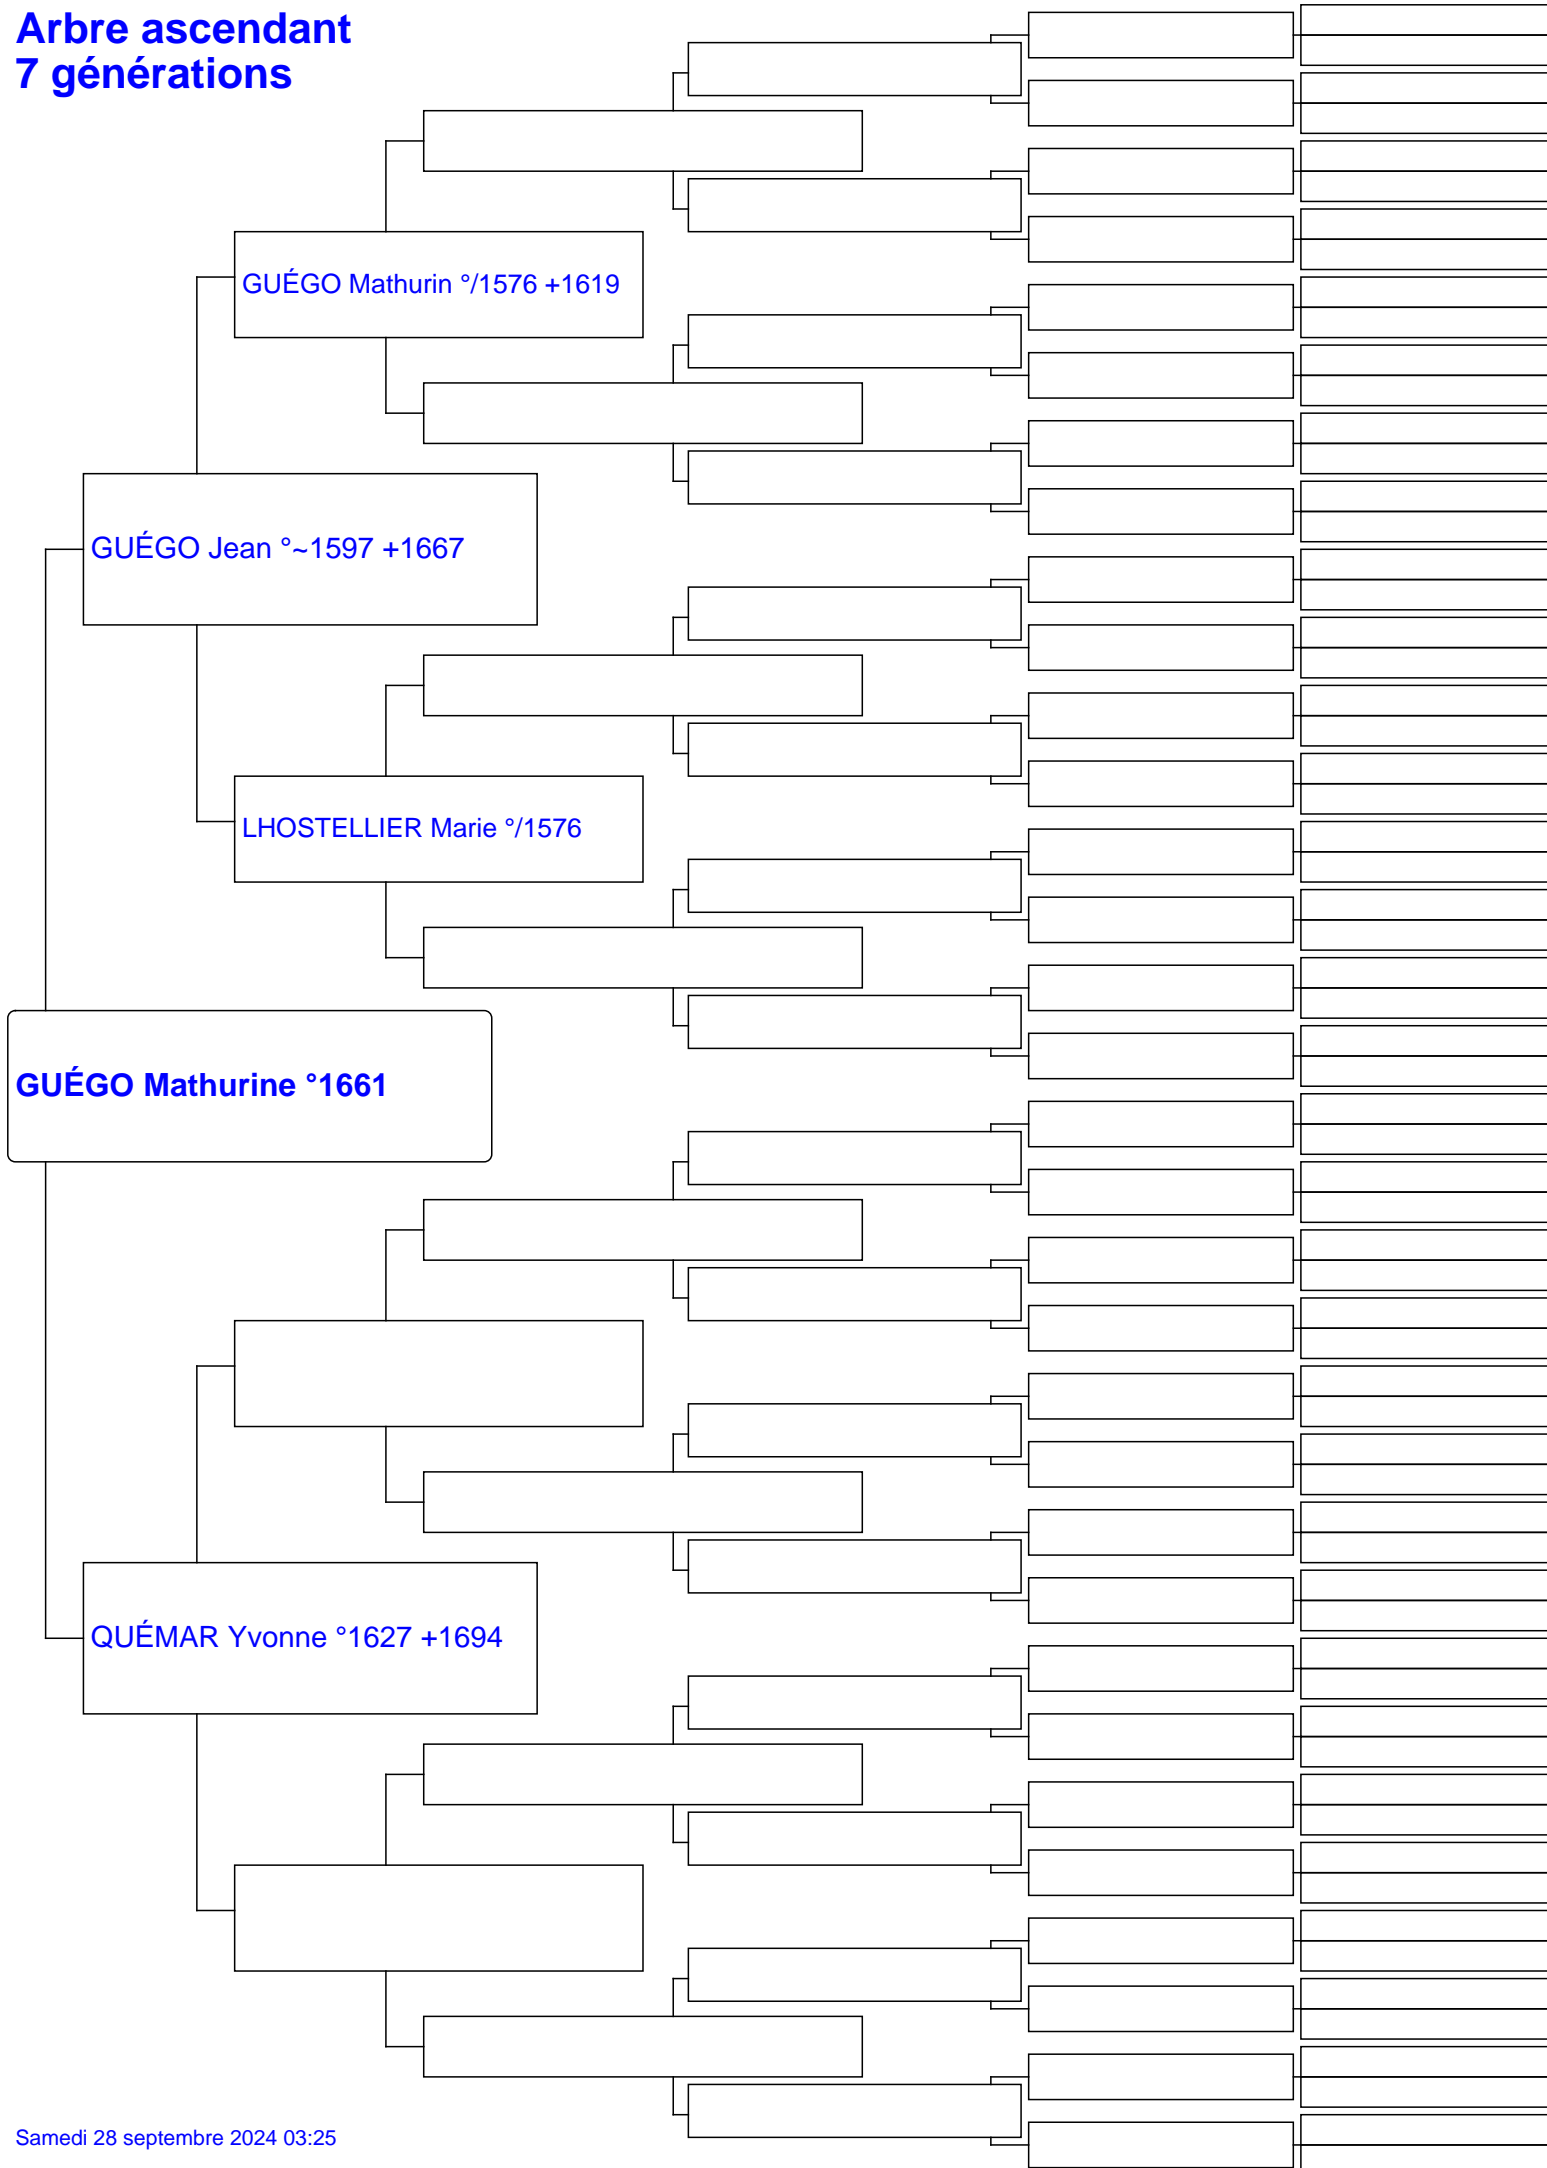 Arbre ascendant
7 générations
GUÉGO Mathurin °/1576 +1619
GUÉGO Jean °~1597 +1667
LHOSTELLIER Marie °/1576
GUÉGO Mathurine °1661
QUÉMAR Yvonne °1627 +1694
Samedi 28 septembre 2024 03:25